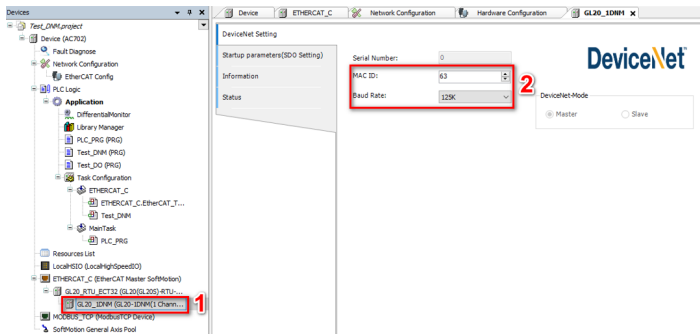 Devices
Test_DNM.project
Device (AC702)
Fault Diagnose
Network Configuration
EtherCAT Config
PLC Logic
Application
DifferentialMonitor
Library Manager
PLC_PRG (PRG)
Test_DNM (PRG)
Test_DO (PRG)
Task Configuration
ETHERCAT_C
ETHERCAT_C.EtherCAT_T...
Test_DNM
MainTask
PLC_PRG
Resources List
LocalHSIO (LocalHighSpeedIO)
ETHERCAT_C (EtherCAT Master SoftMotion)
GL20_RTU_ECT32 (GL20(GL20S)-RTU-...
GL20_1DNM (GL20-1DNM(1 Chann...
1
MODBUS_TCP (ModbusTCP Device)
SoftMotion General Axis Pool
Device
ETHERCAT_C
Network Configuration
Hardware Configuration
GL20_1DNM
DeviceNet Setting
Startup parameters(SDO Setting)
Information
Status
Serial Number: 0
MAC ID: 63
Baud Rate: 125K
2
DeviceNet
DeviceNet-Mode
Master
Slave